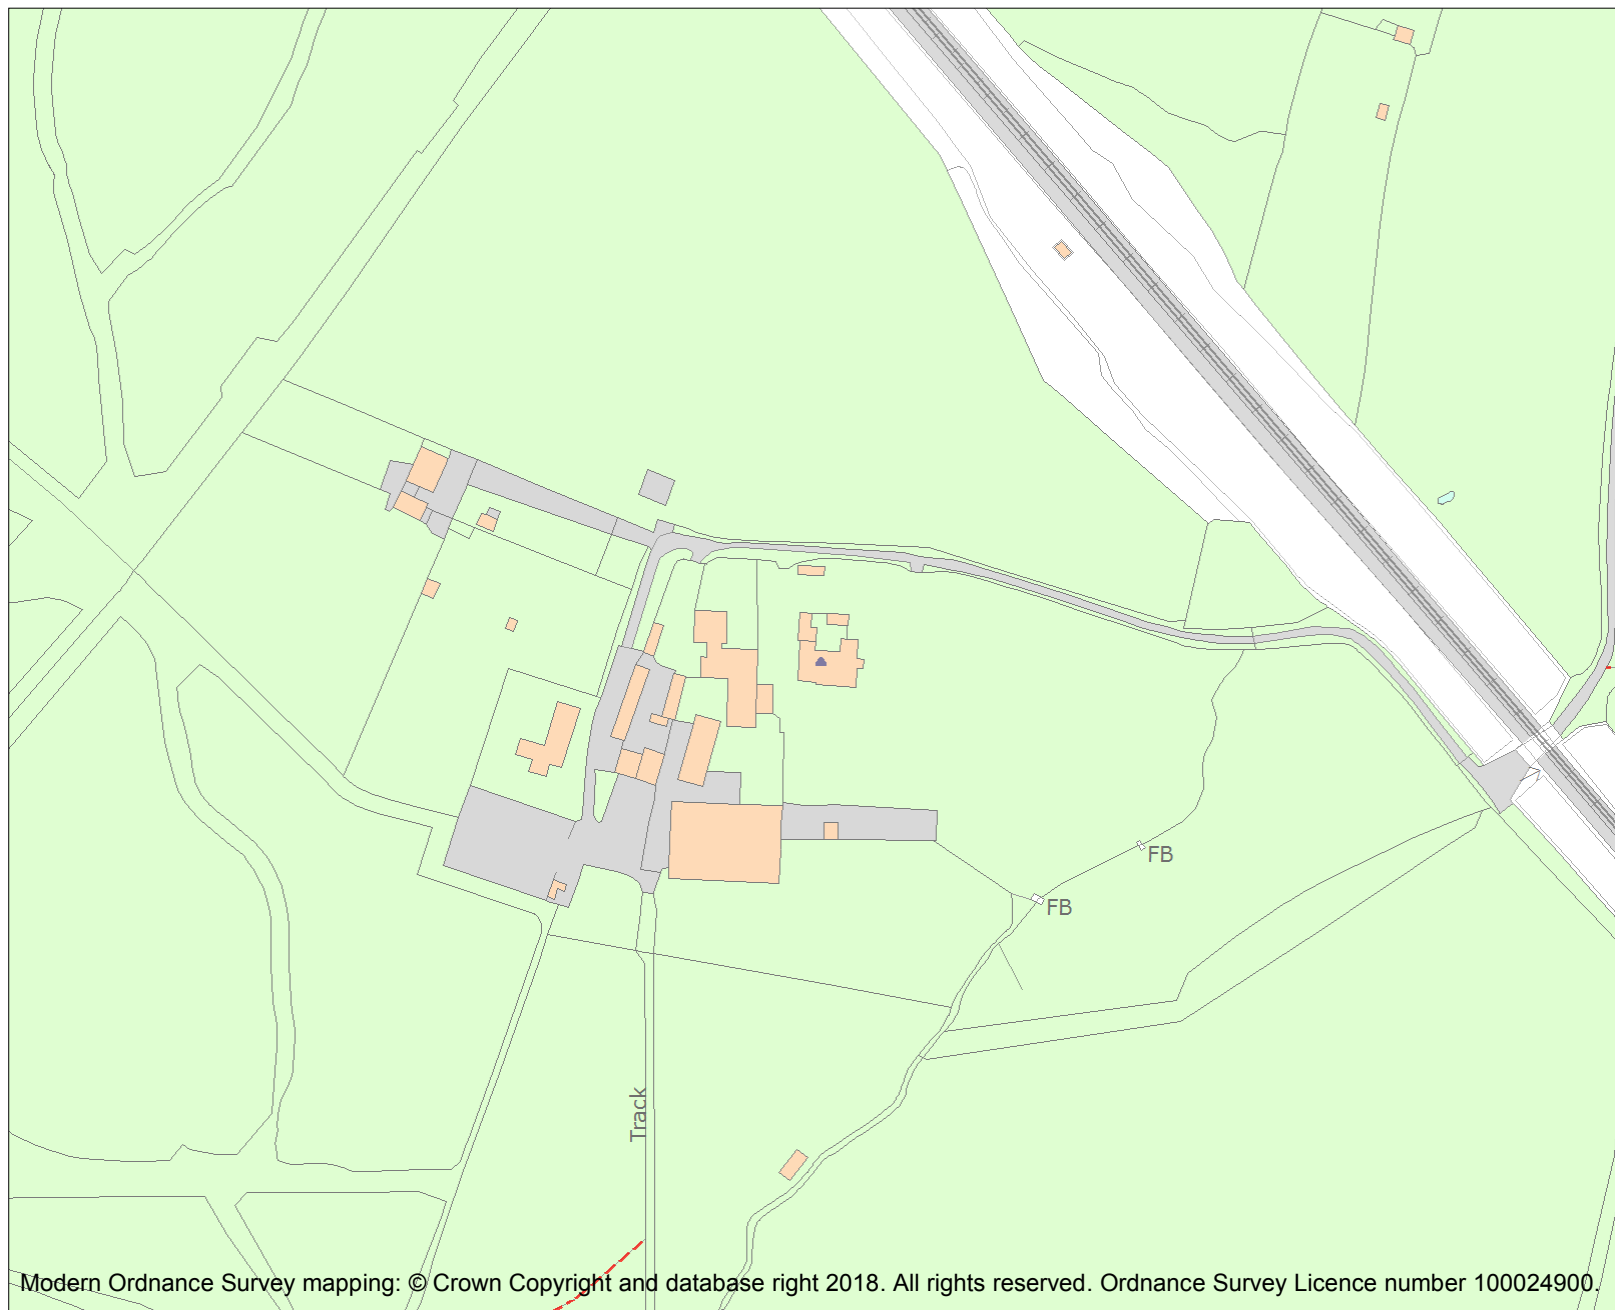 FB
FB
Track
Modern Ordnance Survey mapping: © Crown Copyright and database right 2018. All rights reserved. Ordnance Survey Licence number 100024900.